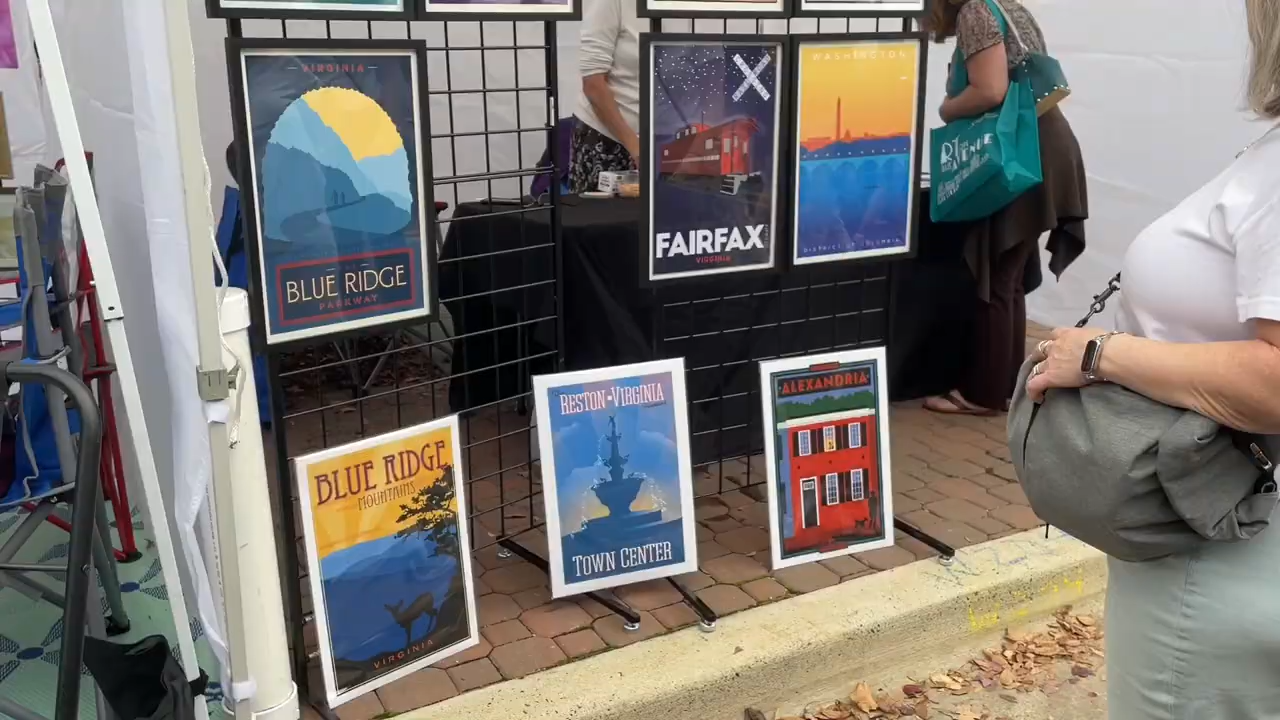 VIRGINIA
BLUE RIDGE
PARKWAY
FAIRFAX
VIRGINIA
WASHINGTON
DISTRICT OF COLUMBIA
BLUE RIDGE
MOUNTAINS
VIRGINIA
RESTON VIRGINIA
TOWN CENTER
ALEXANDRIA